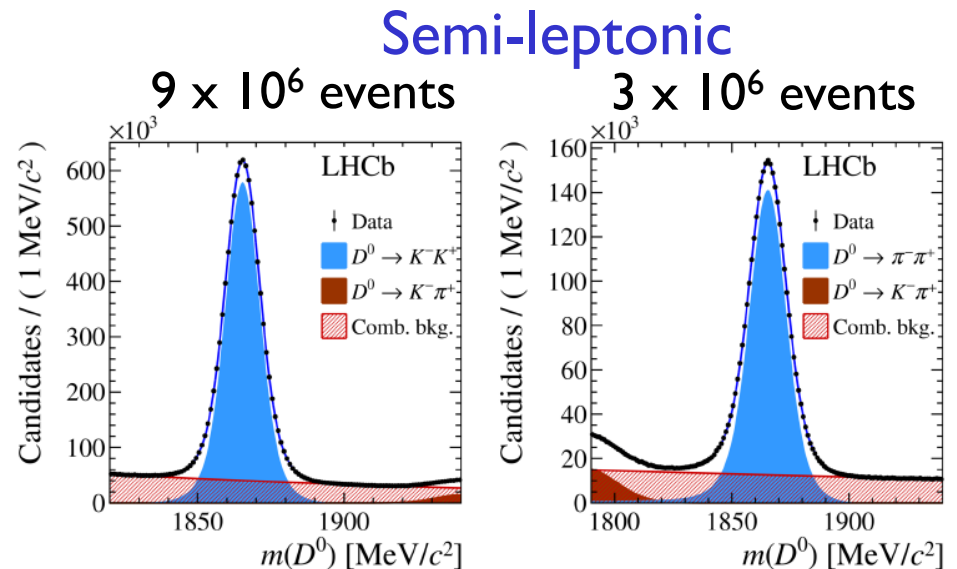 Semi-leptonic
9 x 10⁶ events
3 x 10⁶ events
×10³
LHCb
Data
D⁰ → K⁻K⁺
D⁰ → K⁻π⁺
Comb. bkg.
Candidates / ( 1 MeV/c² )
600
500
400
300
200
100
0
1850
1900
m(D⁰) [MeV/c²]
×10³
LHCb
Data
D⁰ → π⁻π⁺
D⁰ → K⁻π⁺
Comb. bkg.
Candidates / ( 1 MeV/c² )
160
140
120
100
80
60
40
20
0
1800
1850
1900
m(D⁰) [MeV/c²]